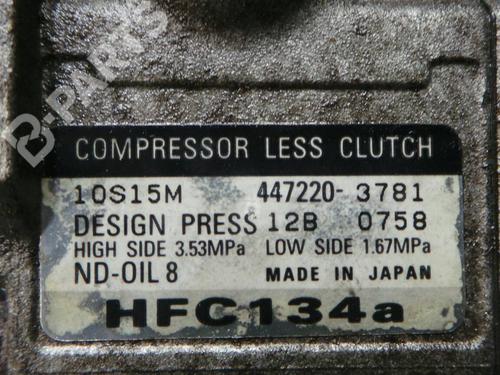 B-PARTS
COMPRESSOR LESS CLUTCH
10S15M 447220-3781
DESIGN PRESS 12B 0758
HIGH SIDE 3.53MPa LOW SIDE 1.67MPa
ND-OIL 8 MADE IN JAPAN
HFC134a